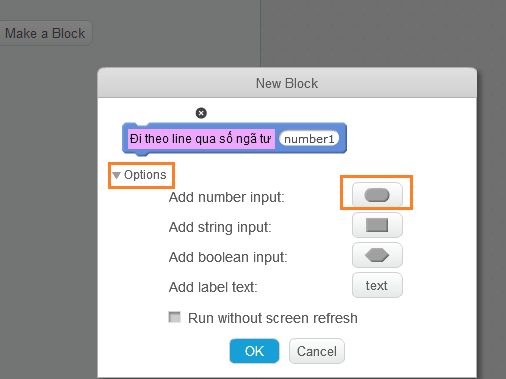 Make a Block
New Block
Đi theo line qua số ngã tư number1
Options
Add number input:
Add string input:
Add boolean input:
Add label text: text
Run without screen refresh
OK Cancel